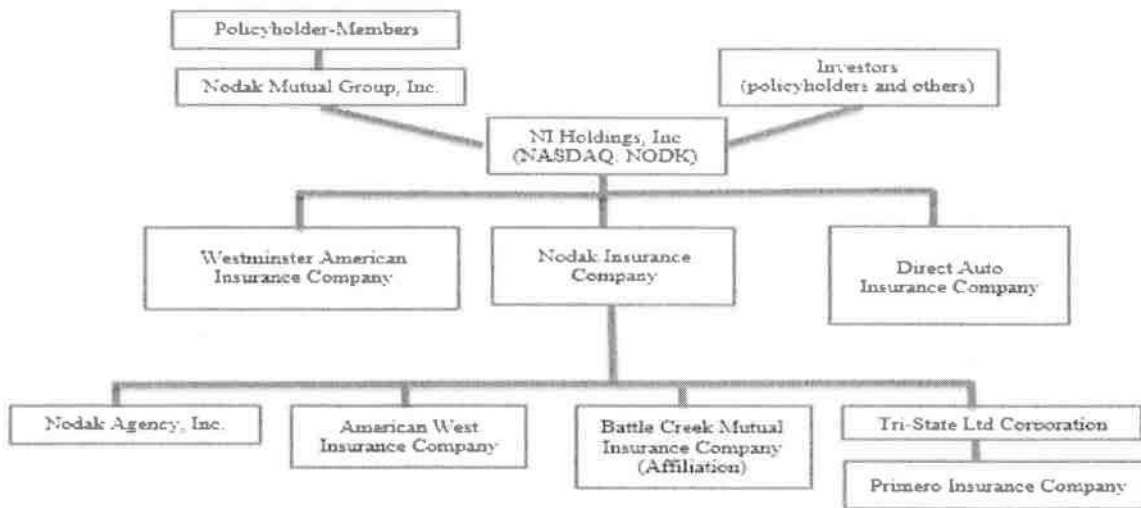 Policyholder-Members
Nodak Mutual Group, Inc.
Investors
(policyholders and others)
NI Holdings, Inc
(NASDAQ: NODK)
Westminster American
Insurance Company
Nodak Insurance
Company
Direct Auto
Insurance Company
Nodak Agency, Inc.
American West
Insurance Company
Battle Creek Mutual
Insurance Company
(Affiliation)
Tri-State Ltd Corporation
Primero Insurance Company